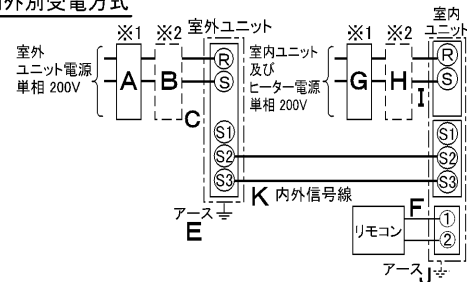 内外別受電方式
※1 ※2 室外ユニット
室外
ユニット電源
単相 200V
A B C
R
S
S1
S2
S3
アース
E
※1 ※2 室内
ユニット
室内ユニット
及び
ヒーター電源
単相 200V
G H I
R
S
S1
S2
S3
K 内外信号線
F
リモコン
①
②
アース J